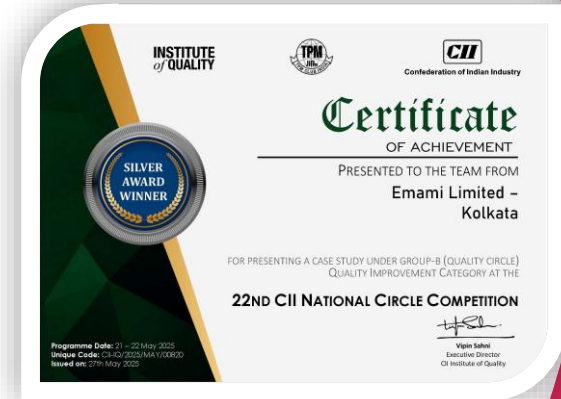 INSTITUTE
of QUALITY
TPM
CII
Confederation of Indian Industry
Certificate
OF ACHIEVEMENT
PRESENTED TO THE TEAM FROM
Emami Limited –
Kolkata
SILVER
AWARD
WINNER
FOR PRESENTING A CASE STUDY UNDER GROUP-B (QUALITY CIRCLE)
QUALITY IMPROVEMENT CATEGORY AT THE
22ND CII NATIONAL CIRCLE COMPETITION
Programme Date: 21 – 22 May 2025
Unique Code: CII-IQ/2025/MAY/00820
Issued on: 27th May 2025
Vipin Sahni
Executive Director
CII Institute of Quality